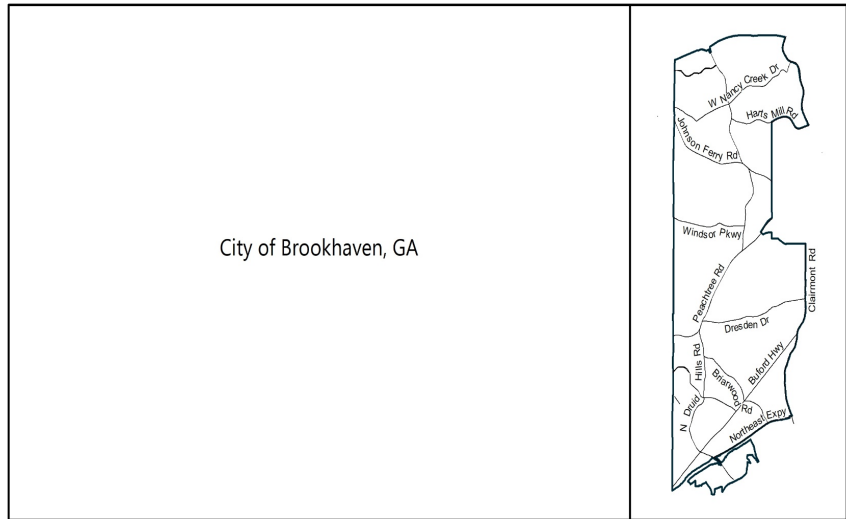 City of Brookhaven, GA
W Nancy Creek Dr
Harts Mill Rd
Johnson Ferry Rd
Windsor Pkwy
Clairmont Rd
Peachtree Rd
Dresden Dr
Buford Hwy
N Druid Hills Rd
Briarwood Rd
Northeast Expy